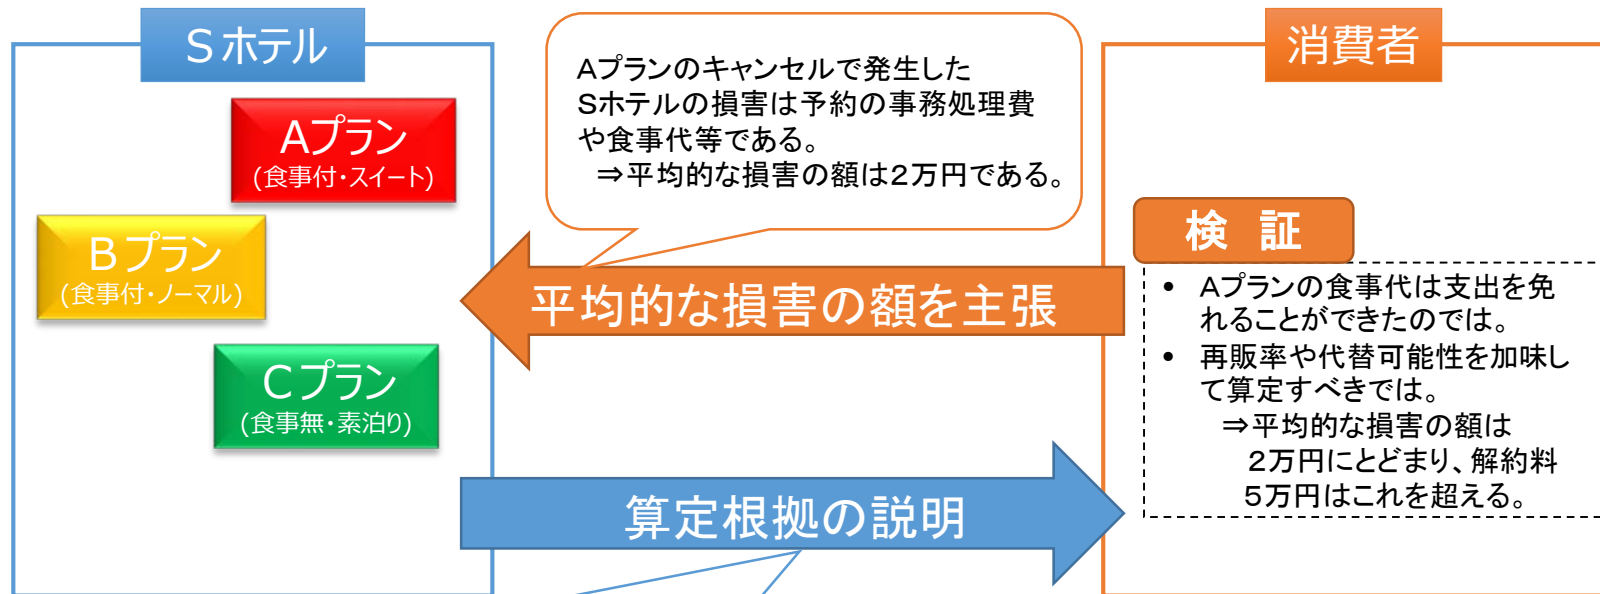 Ｓホテル
Ａプラン
(食事付・スイート)
Ｂプラン
(食事付・ノーマル)
Ｃプラン
(食事無・素泊り)
Ａプランのキャンセルで発生した
Ｓホテルの損害は予約の事務処理費
や食事代等である。
⇒平均的な損害の額は２万円である。
平均的な損害の額を主張
算定根拠の説明
消費者
検 証
• Ａプランの食事代は支出を免
れることができたのでは。
• 再販率や代替可能性を加味し
て算定すべきでは。
⇒平均的な損害の額は
２万円にとどまり、解約料
５万円はこれを超える。